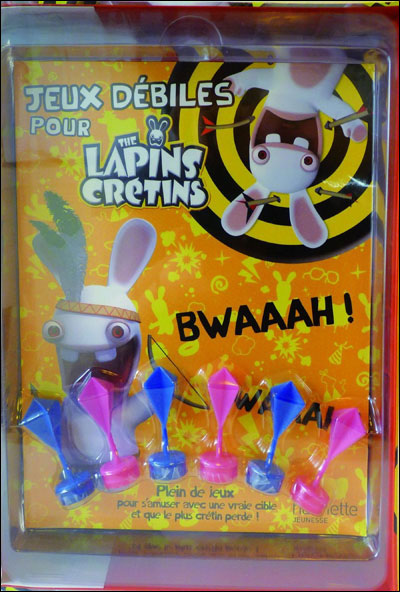 JEUX DÉBILES
POUR
THE
LAPINS
CRÉTINS
BWAAAH !
WAAAH
Plein de jeux
pour s'amuser avec une vraie cible
et que le plus crétin perde !
Hachette
JEUNESSE